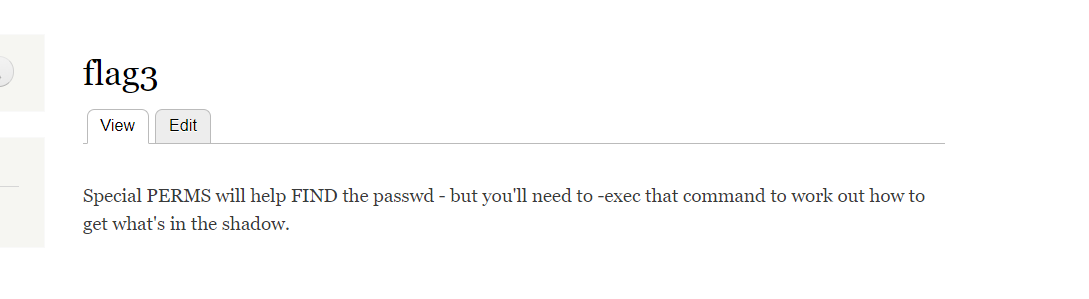 flag3
View Edit
Special PERMS will help FIND the passwd - but you'll need to -exec that command to work out how to
get what's in the shadow.